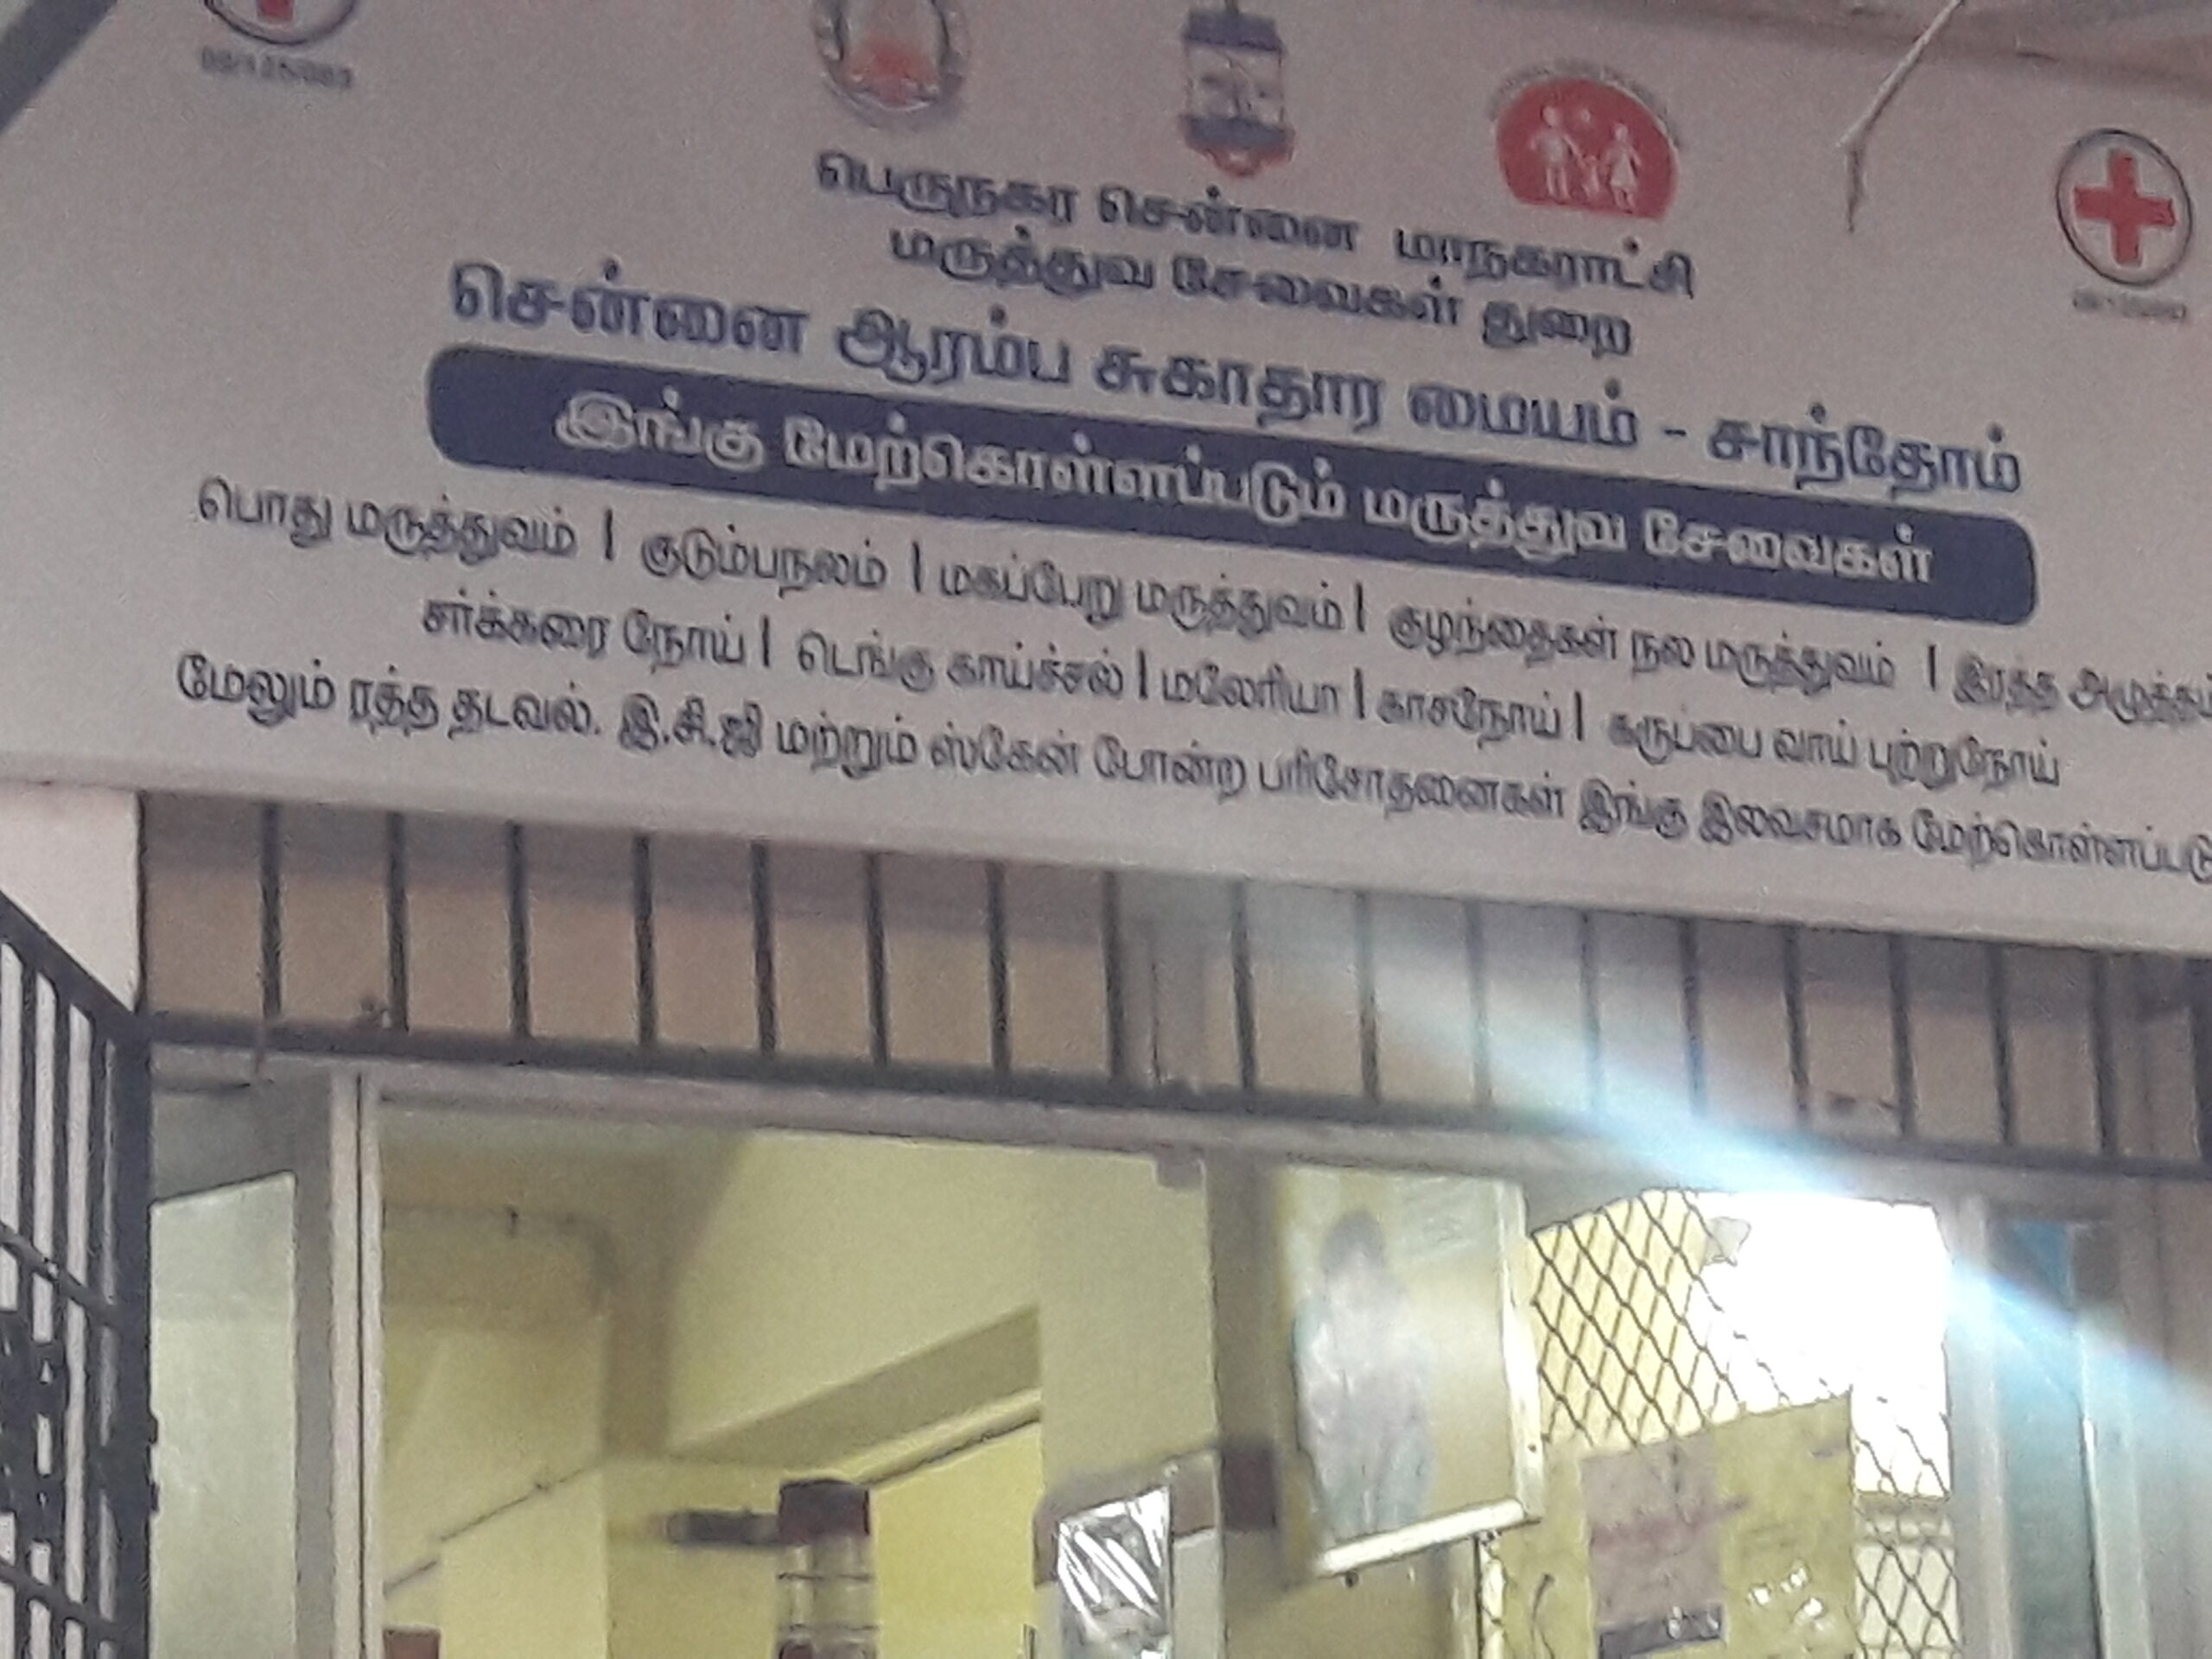 பெருநகர சென்னை மாநகராட்சி
மருத்துவ சேவைகள் துறை
சென்னை ஆரம்ப சுகாதார மையம் - சாந்தோம்
இங்கு மேற்கொள்ளப்படும் மருத்துவ சேவைகள்
பொது மருத்துவம் | குடும்பநலம் | மகப்பேறு மருத்துவம் | குழந்தைகள் நல மருத்துவம் | இரத்த
சர்க்கரை நோய் | டெங்கு காய்ச்சல் | மலேரியா | காசநோய் | கருப்பை வாய் புற்றுநோய்
மேலும் ரத்த தடவல். இ.சி.ஜி மற்றும் ஸ்கேன் போன்ற பரிசோதனைகள் இங்கு இலவசமாக